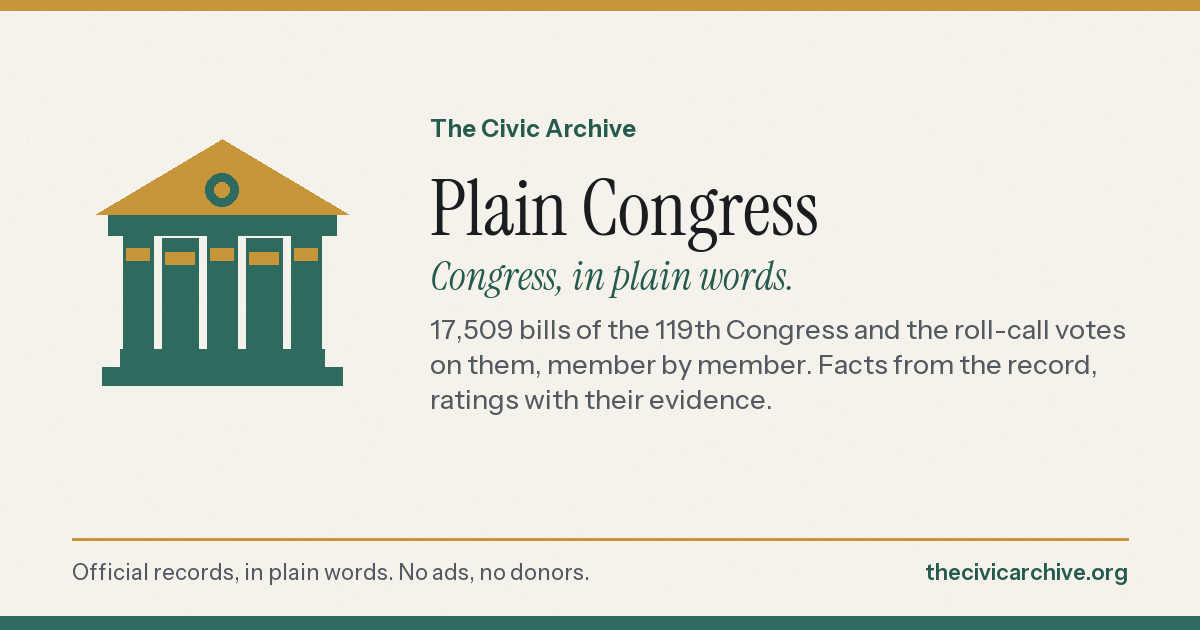 The Civic Archive
Plain Congress
Congress, in plain words.
17,509 bills of the 119th Congress and the roll-call votes
on them, member by member. Facts from the record,
ratings with their evidence.
Official records, in plain words. No ads, no donors.
thecivicarchive.org